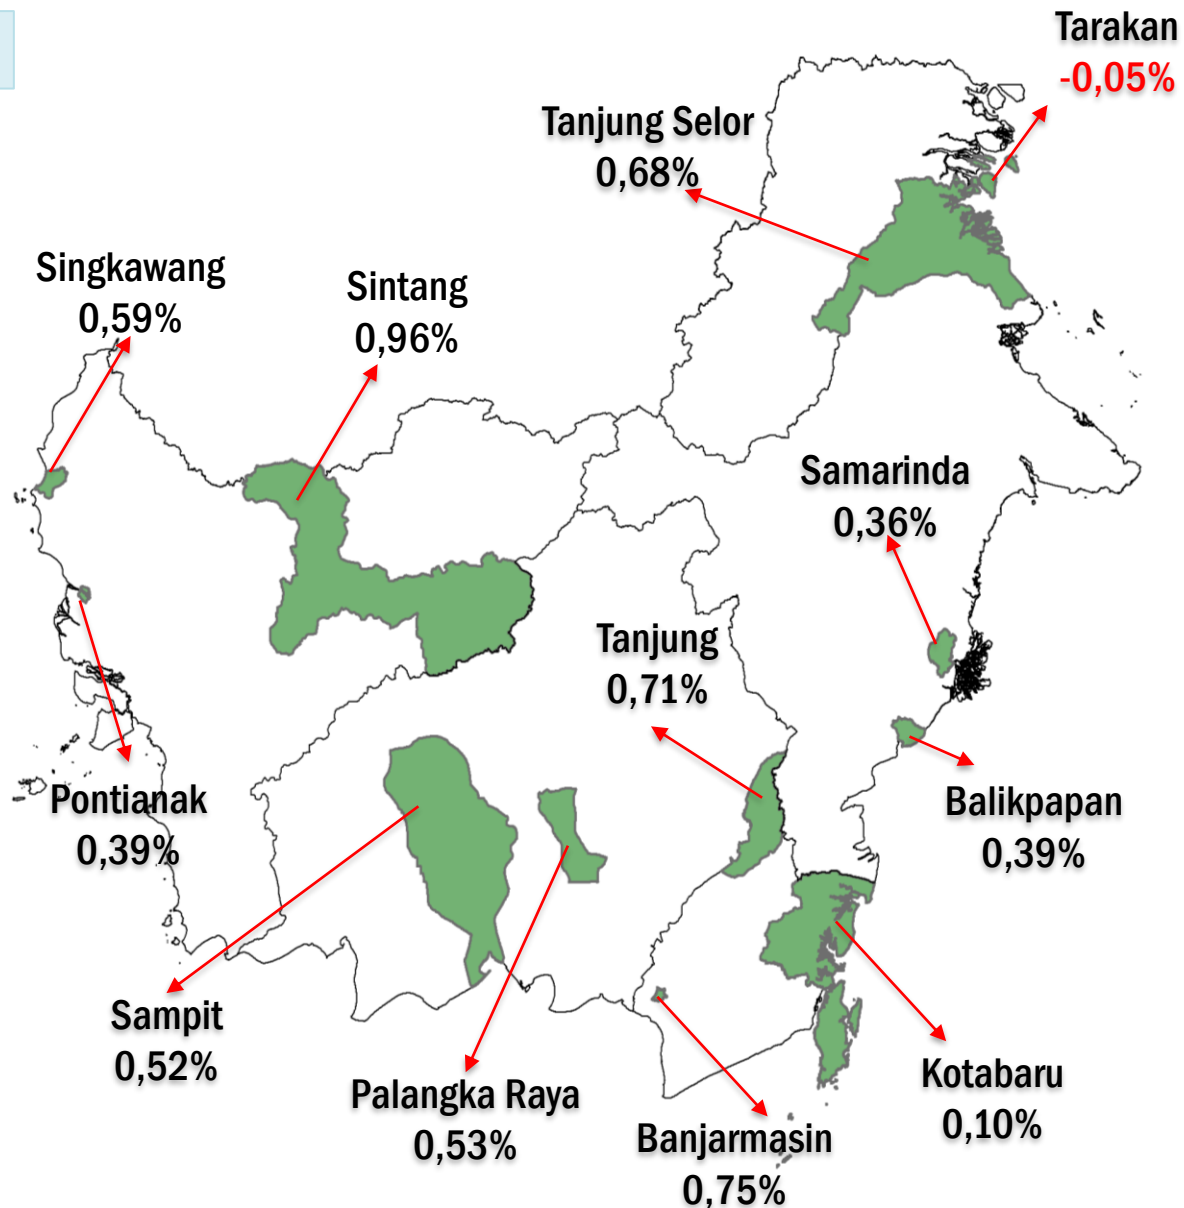 Tarakan
-0,05%
Tanjung Selor
0,68%
Singkawang
0,59%
Sintang
0,96%
Samarinda
0,36%
Tanjung
0,71%
Pontianak
0,39%
Balikpapan
0,39%
Sampit
0,52%
Palangka Raya
0,53%
Banjarmasin
0,75%
Kotabaru
0,10%